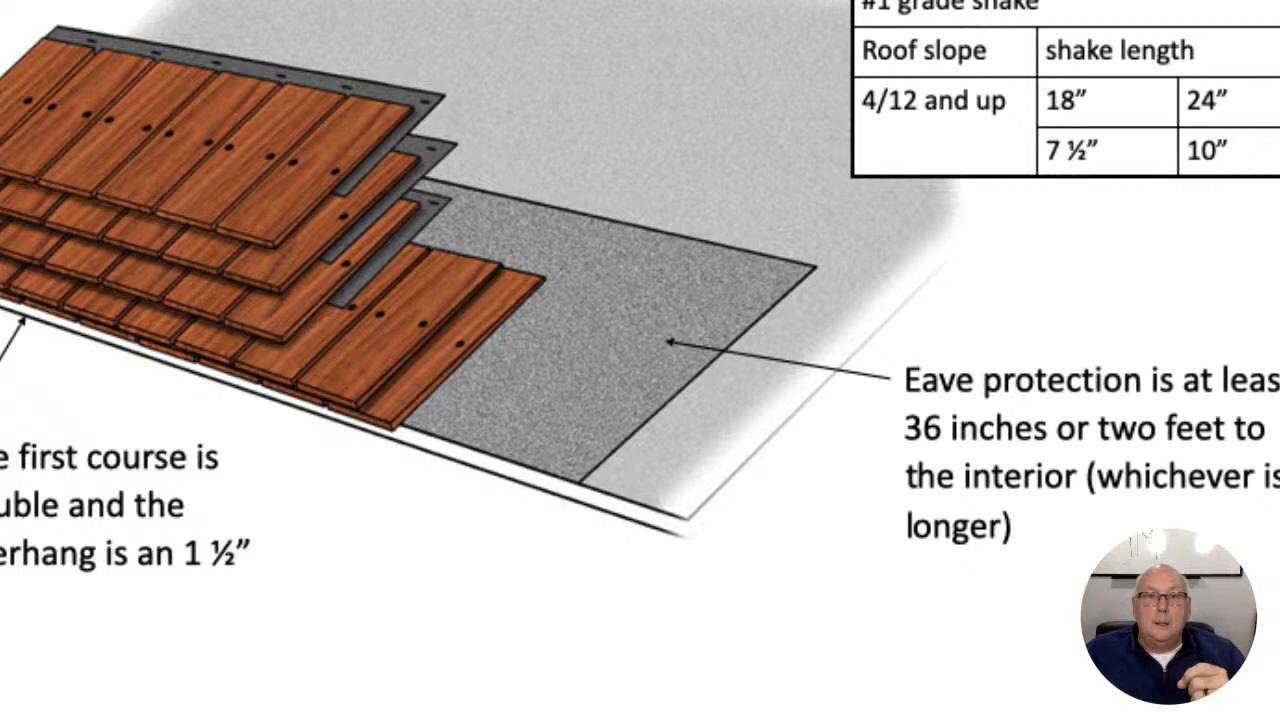 #1 grade shake
Roof slope shake length
4/12 and up 18” 24”
7 ½” 10”
Eave protection is at leas
36 inches or two feet to
the interior (whichever is
longer)
e first course is
uble and the
erhang is an 1 ½”